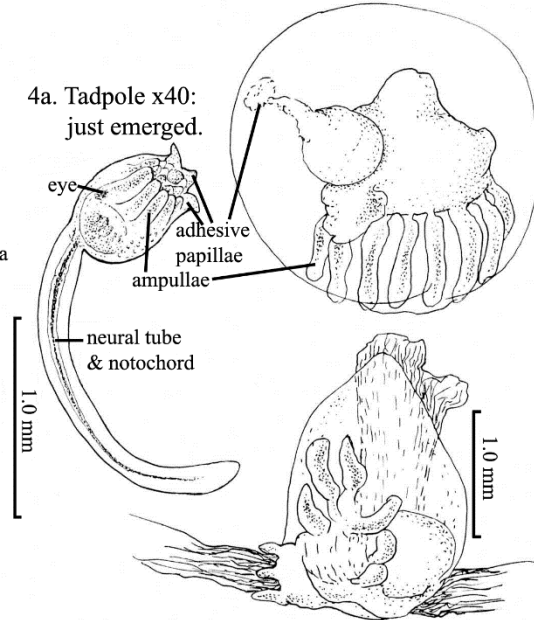 4a. Tadpole x40:
just emerged.
eye
adhesive
papillae
a
ampullae
neural tube
& notochord
1.0 mm
1.0 mm